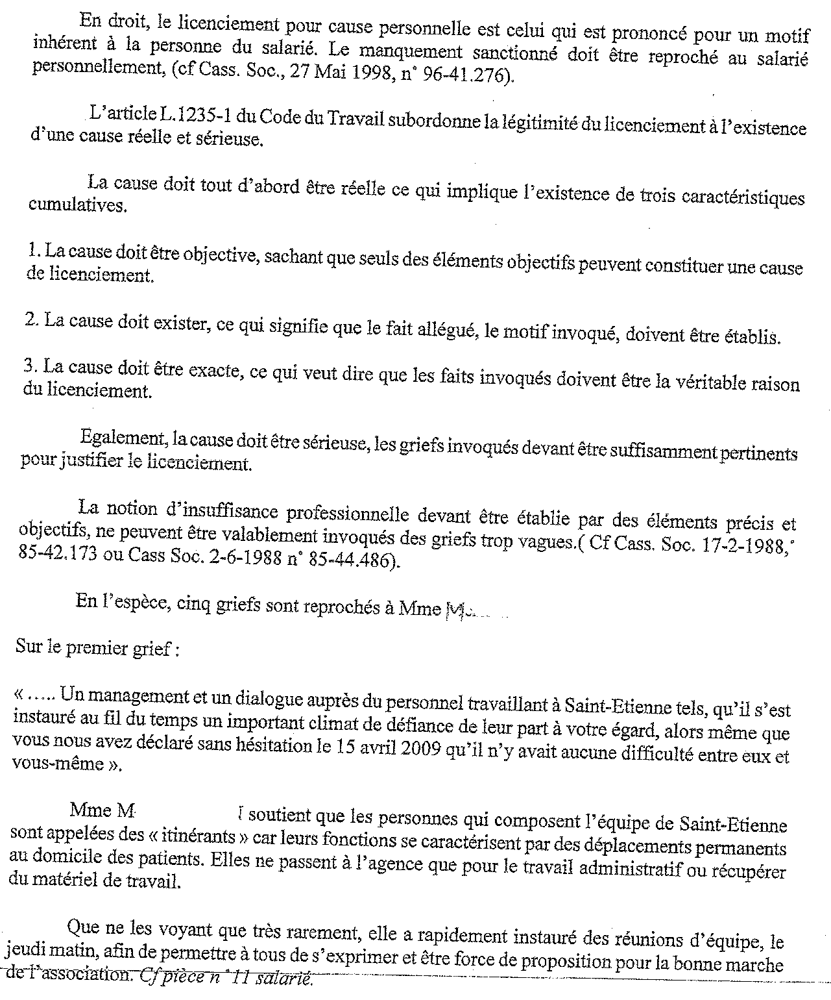 En droit, le licenciement pour cause personnelle est celui qui est prononcé pour un motif
inhérent à la personne du salarié. Le manquement sanctionné doit être reproché au salarié
personnellement, (cf Cass. Soc., 27 Mai 1998, n° 96-41.276).
L'article L.1235-1 du Code du Travail subordonne la légitimité du licenciement à l'existence
d'une cause réelle et sérieuse.
La cause doit tout d'abord être réelle ce qui implique l'existence de trois caractéristiques
cumulatives.
1. La cause doit être objective, sachant que seuls des éléments objectifs peuvent constituer une cause
de licenciement.
2. La cause doit exister, ce qui signifie que le fait allégué, le motif invoqué, doivent être établis.
3. La cause doit être exacte, ce qui veut dire que les faits invoqués doivent être la véritable raison
du licenciement.
Egalement, la cause doit être sérieuse, les griefs invoqués devant être suffisamment pertinents
pour justifier le licenciement.
La notion d'insuffisance professionnelle devant être établie par des éléments précis et
objectifs, ne peuvent être valablement invoqués des griefs trop vagues.( Cf Cass. Soc. 17-2-1988,°
85-42.173 ou Cass Soc. 2-6-1988 n° 85-44.486).
En l'espèce, cinq griefs sont reprochés à Mme
Sur le premier grief :
« ..... Un management et un dialogue auprès du personnel travaillant à Saint-Etienne tels, qu'il s'est
instauré au fil du temps un important climat de défiance de leur part à votre égard, alors même que
vous nous avez déclaré sans hésitation le 15 avril 2009 qu'il n'y avait aucune difficulté entre eux et
vous-même ».
Mme M soutient que les personnes qui composent l'équipe de Saint-Etienne
sont appelées des « itinérants » car leurs fonctions se caractérisent par des déplacements permanents
au domicile des patients. Elles ne passent à l'agence que pour le travail administratif ou récupérer
du matériel de travail.
Que ne les voyant que très rarement, elle a rapidement instauré des réunions d'équipe, le
jeudi matin, afin de permettre à tous de s'exprimer et être force de proposition pour la bonne marche
de l'association. Cf pièce n° 11 salarié.